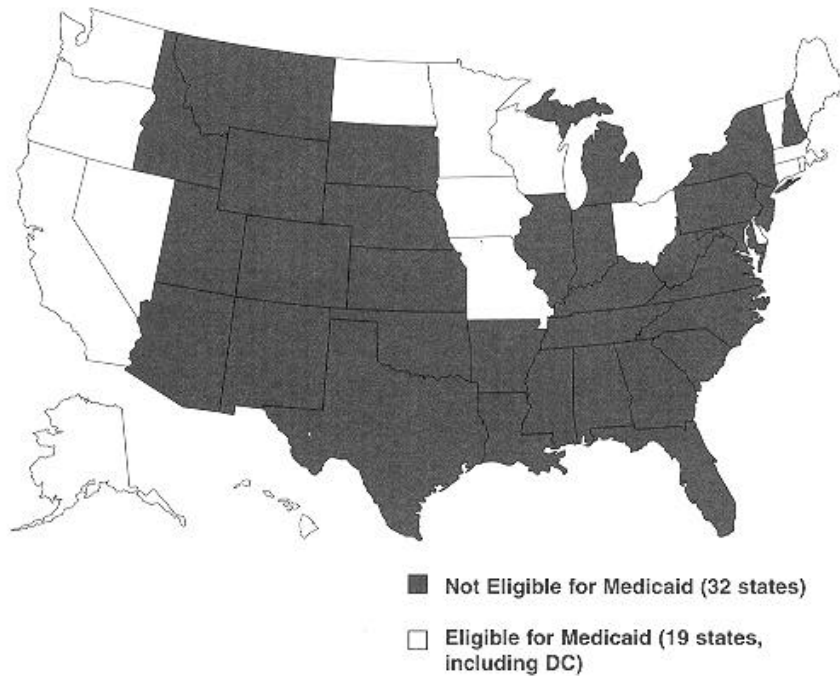 Not Eligible for Medicaid (32 states)
Eligible for Medicaid (19 states,
including DC)